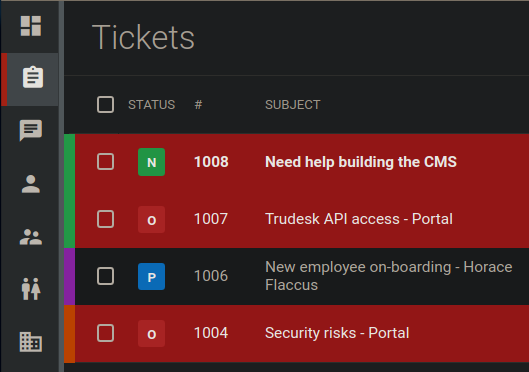 Tickets
STATUS # SUBJECT
N 1008 Need help building the CMS
O 1007 Trudesk API access - Portal
P 1006 New employee on-boarding - Horace
Flaccus
O 1004 Security risks - Portal